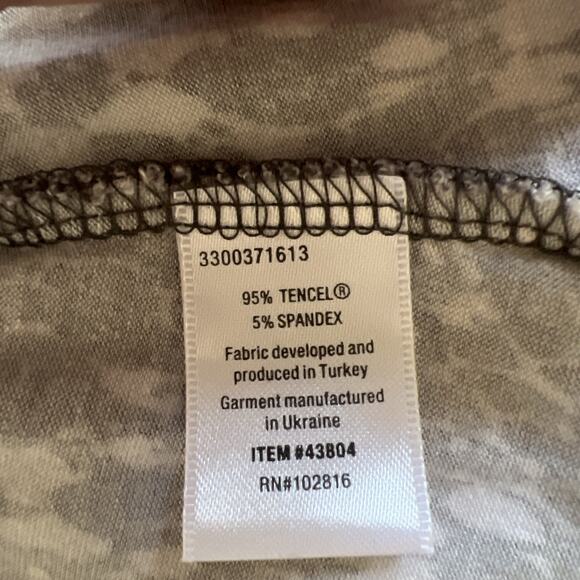 3300371613
95% TENCEL®
5% SPANDEX
Fabric developed and
produced in Turkey
Garment manufactured
in Ukraine
ITEM #43804
RN#102816